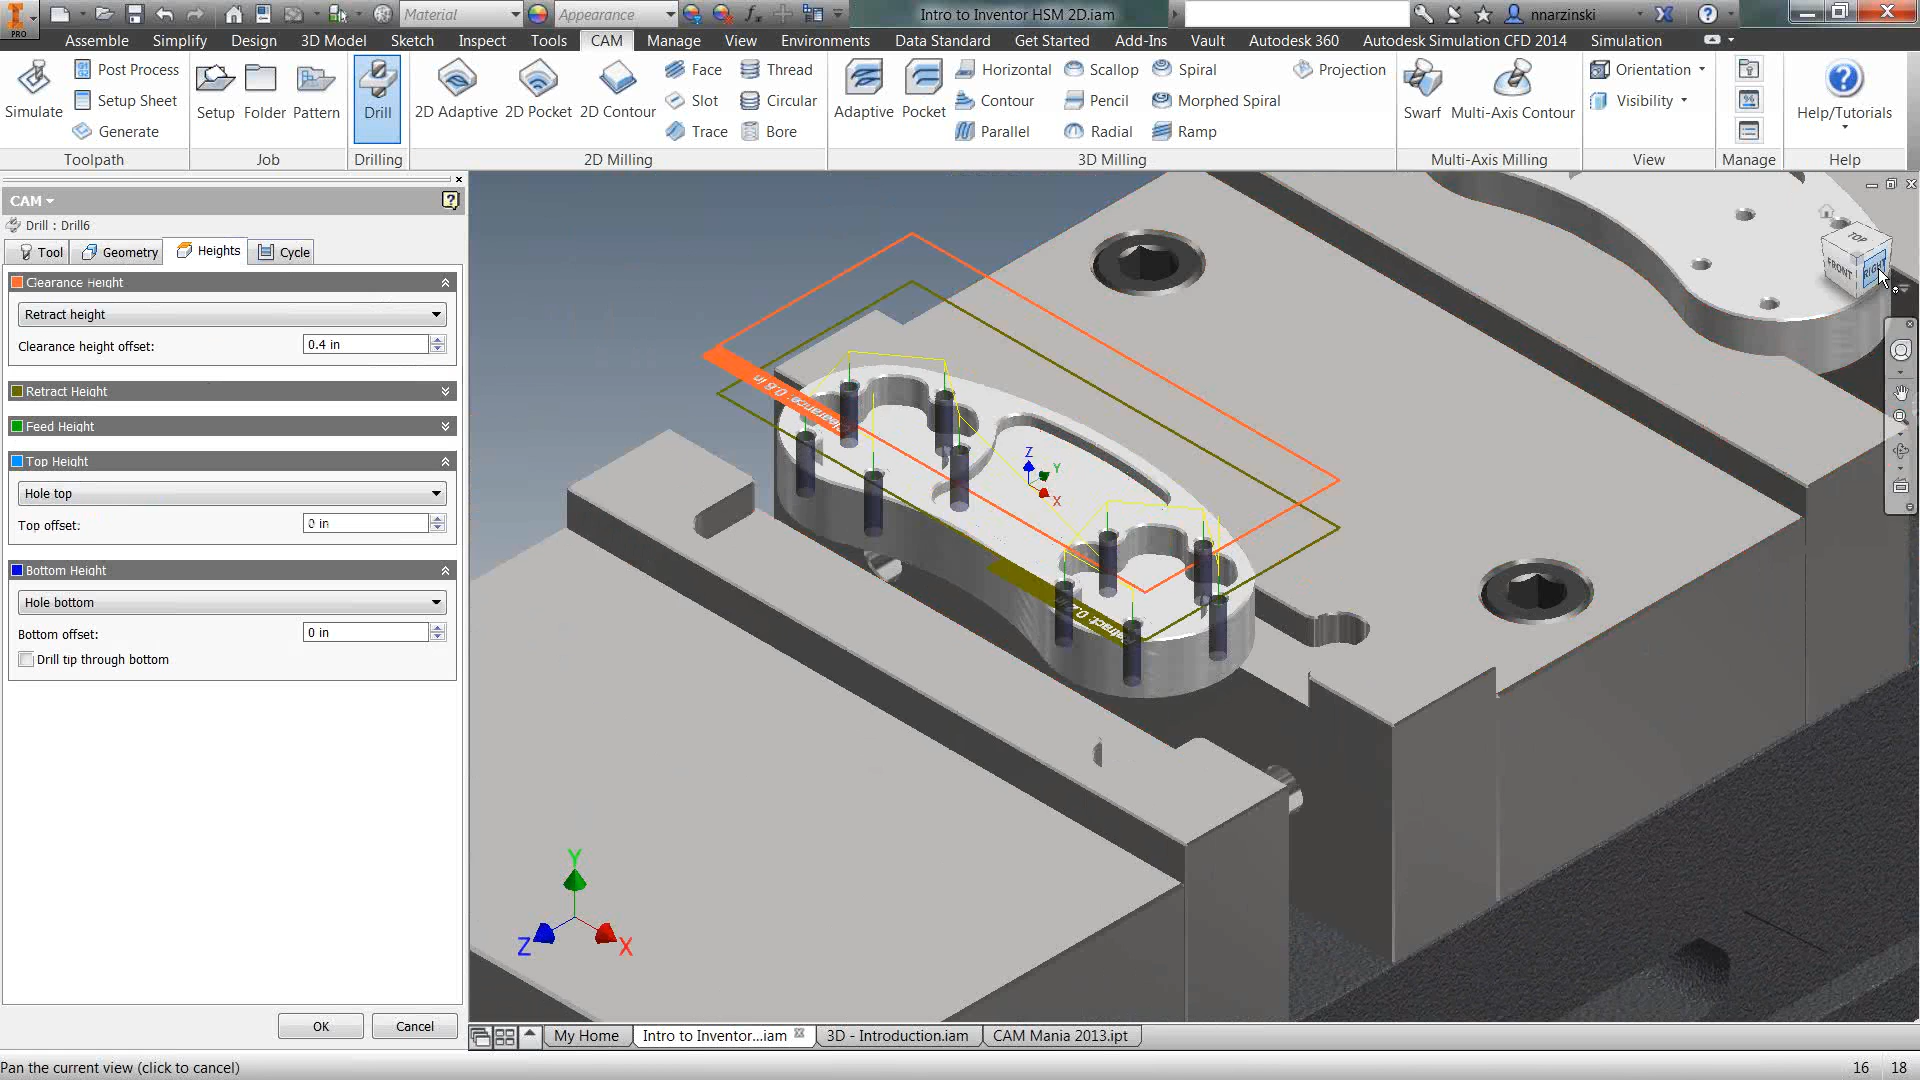 PRO
Material
Appearance
Intro to Inventor HSM 2D.iam
nnarzinski
Assemble Simplify Design 3D Model Sketch Inspect Tools CAM Manage View Environments Data Standard Get Started Add-Ins Vault Autodesk 360 Autodesk Simulation CFD 2014 Simulation
Simulate
Post Process
Setup Sheet
Generate
Toolpath
Setup Folder Pattern
Job
Drill
Drilling
2D Adaptive 2D Pocket 2D Contour
Face
Slot
Trace
Thread
Circular
Bore
2D Milling
Adaptive Pocket
Horizontal
Contour
Parallel
Scallop
Pencil
Radial
Spiral
Morphed Spiral
Ramp
Projection
3D Milling
Swarf Multi-Axis Contour
Multi-Axis Milling
Orientation
Visibility
View
Manage
Help/Tutorials
Help
CAM
Drill : Drill6
Tool Geometry Heights Cycle
Clearance Height
Retract height
Clearance height offset: 0.4 in
Retract Height
Feed Height
Top Height
Hole top
Top offset: 0 in
Bottom Height
Hole bottom
Bottom offset: 0 in
Drill tip through bottom
OK Cancel
TOP
FRONT
RIGHT
Clearance: 0.6 in
Z
Y
X
Y
Z
X
My Home Intro to Inventor...iam 3D - Introduction.iam CAM Mania 2013.ipt
Pan the current view (click to cancel) 16 18